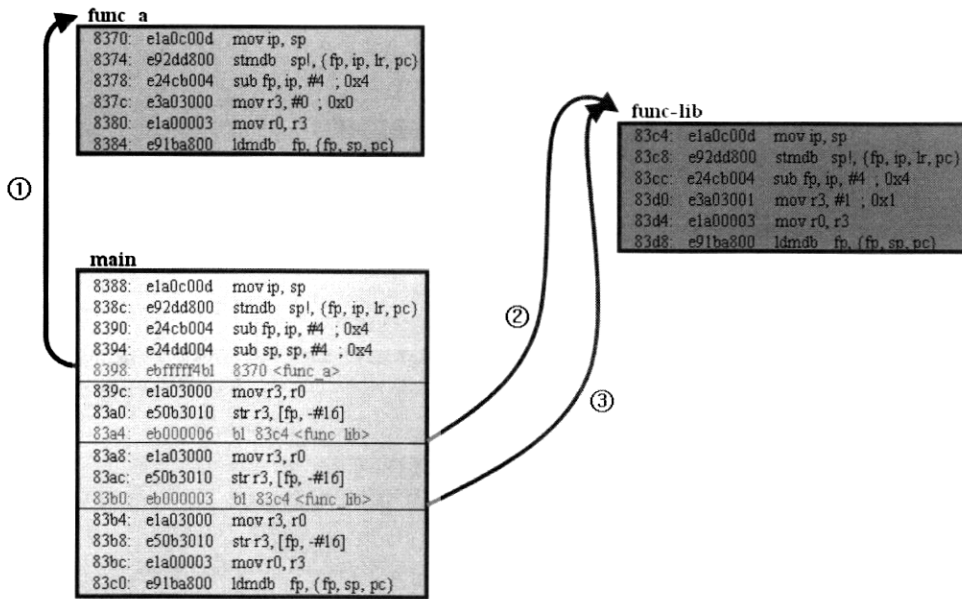 func_a
8370: e1a0c00d mov ip, sp
8374: e92dd800 stmdb sp!, {fp, ip, lr, pc}
8378: e24cb004 sub fp, ip, #4 ; 0x4
837c: e3a03000 mov r3, #0 ; 0x0
8380: e1a00003 mov r0, r3
8384: e91ba800 ldmdb fp, {fp, sp, pc}
①
main
8388: e1a0c00d mov ip, sp
838c: e92dd800 stmdb sp!, {fp, ip, lr, pc}
8390: e24cb004 sub fp, ip, #4 ; 0x4
8394: e24dd004 sub sp, sp, #4 ; 0x4
8398: ebfffff4bl 8370 <func_a>
839c: e1a03000 mov r3, r0
83a0: e50b3010 str r3, [fp, -#16]
83a4: eb000006 bl 83c4 <func_lib>
83a8: e1a03000 mov r3, r0
83ac: e50b3010 str r3, [fp, -#16]
83b0: eb000003 bl 83c4 <func_lib>
83b4: e1a03000 mov r3, r0
83b8: e50b3010 str r3, [fp, -#16]
83bc: e1a00003 mov r0, r3
83c0: e91ba800 ldmdb fp, {fp, sp, pc}
②
③
func-lib
83c4: e1a0c00d mov ip, sp
83c8: e92dd800 stmdb sp!, {fp, ip, lr, pc}
83cc: e24cb004 sub fp, ip, #4 ; 0x4
83d0: e3a03001 mov r3, #1 ; 0x1
83d4: e1a00003 mov r0, r3
83d8: e91ba800 ldmdb fp, {fp, sp, pc}